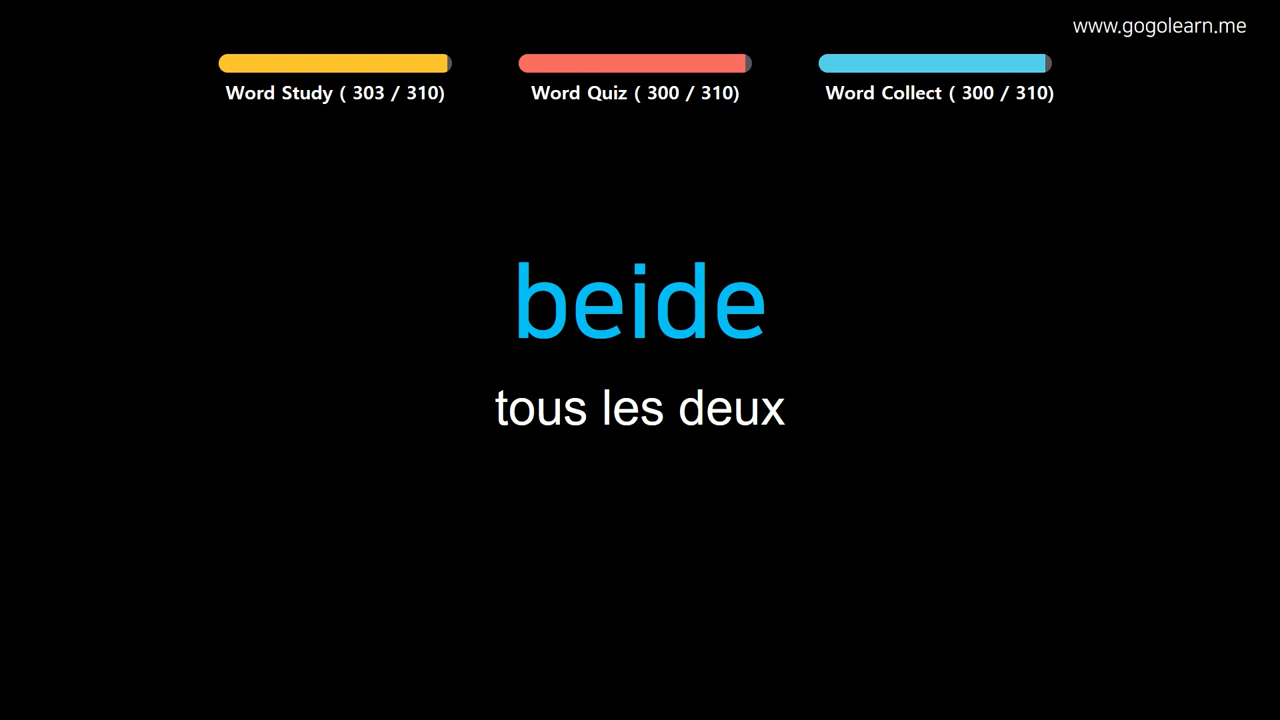 www.gogolearn.me
Word Study ( 303 / 310)
Word Quiz ( 300 / 310)
Word Collect ( 300 / 310)
beide
tous les deux